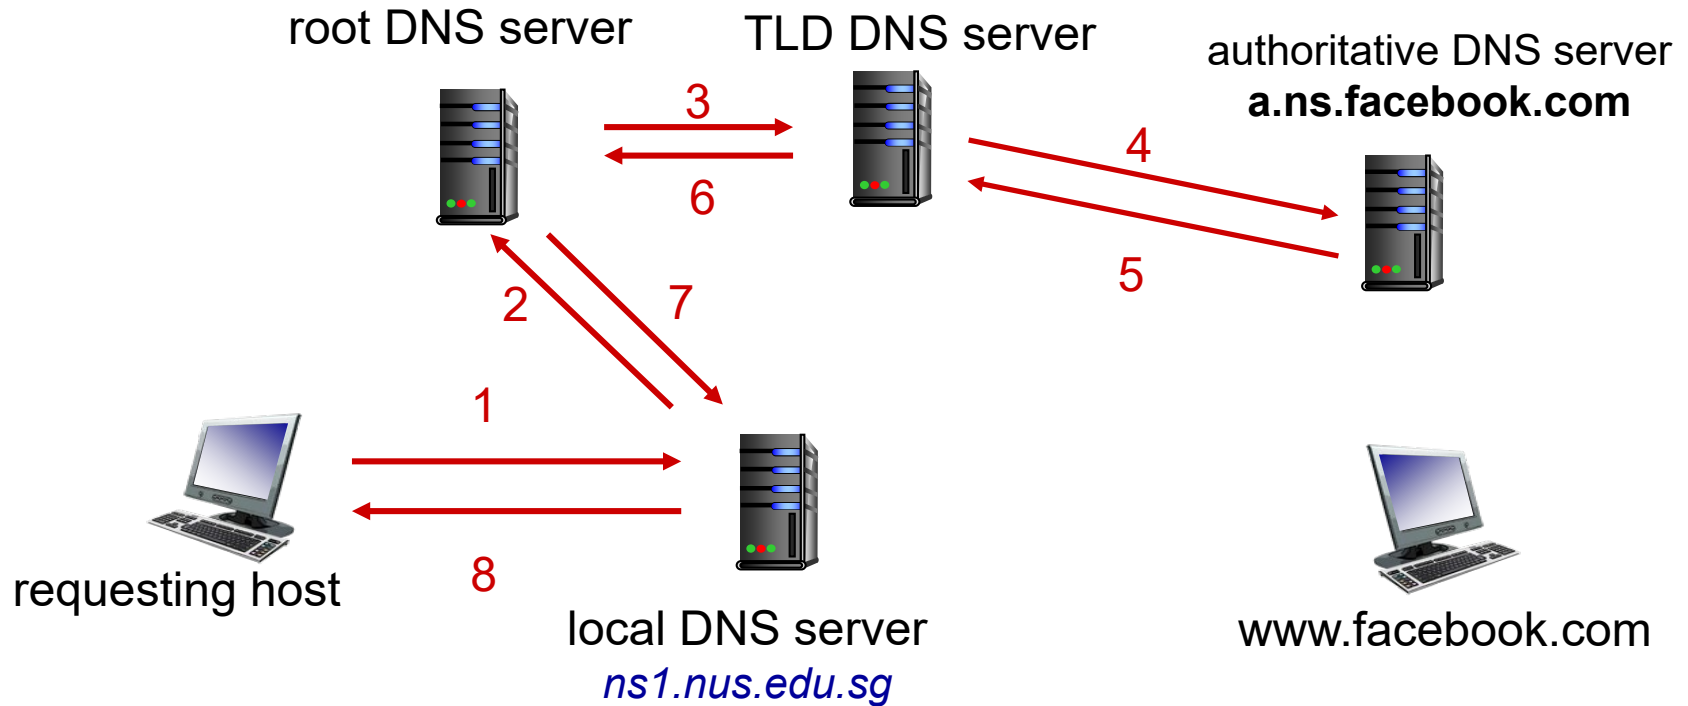 root DNS server
TLD DNS server
authoritative DNS server
a.ns.facebook.com
3
6
4
5
2
7
1
8
requesting host
local DNS server
ns1.nus.edu.sg
www.facebook.com